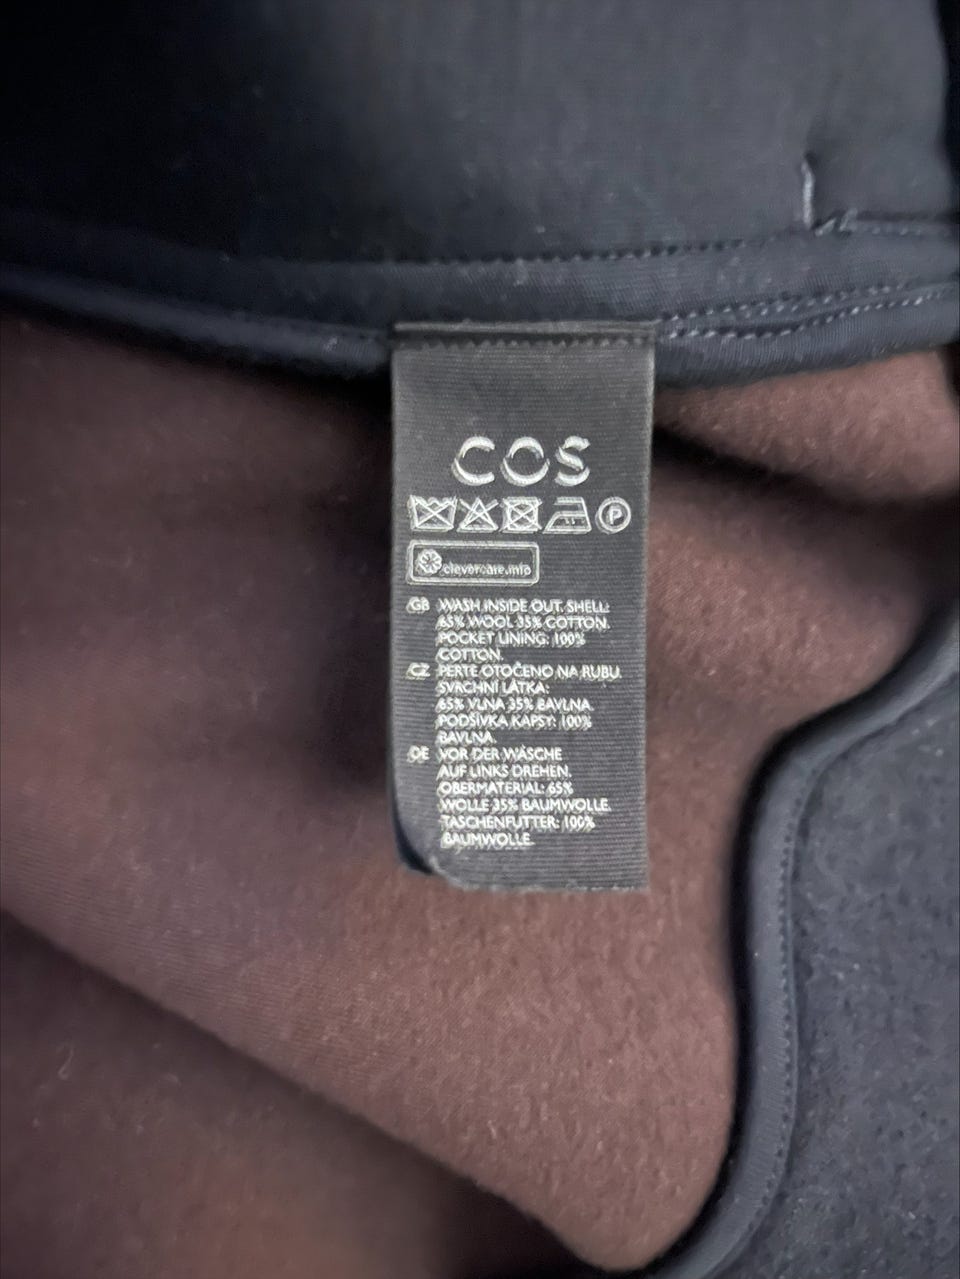 COS
P
clevercare.info
GB WASH INSIDE OUT. SHELL:
65% WOOL 35% COTTON.
POCKET LINING: 100%
COTTON.
CZ PERTE OTOČENO NA RUBU.
SVRCHNÍ LÁTKA:
65% VLNA 35% BAVLNA.
PODŠÍVKA KAPSY: 100%
BAVLNA.
DE VOR DER WÄSCHE
AUF LINKS DREHEN.
OBERMATERIAL: 65%
WOLLE 35% BAUMWOLLE.
TASCHENFUTTER: 100%
BAUMWOLLE.